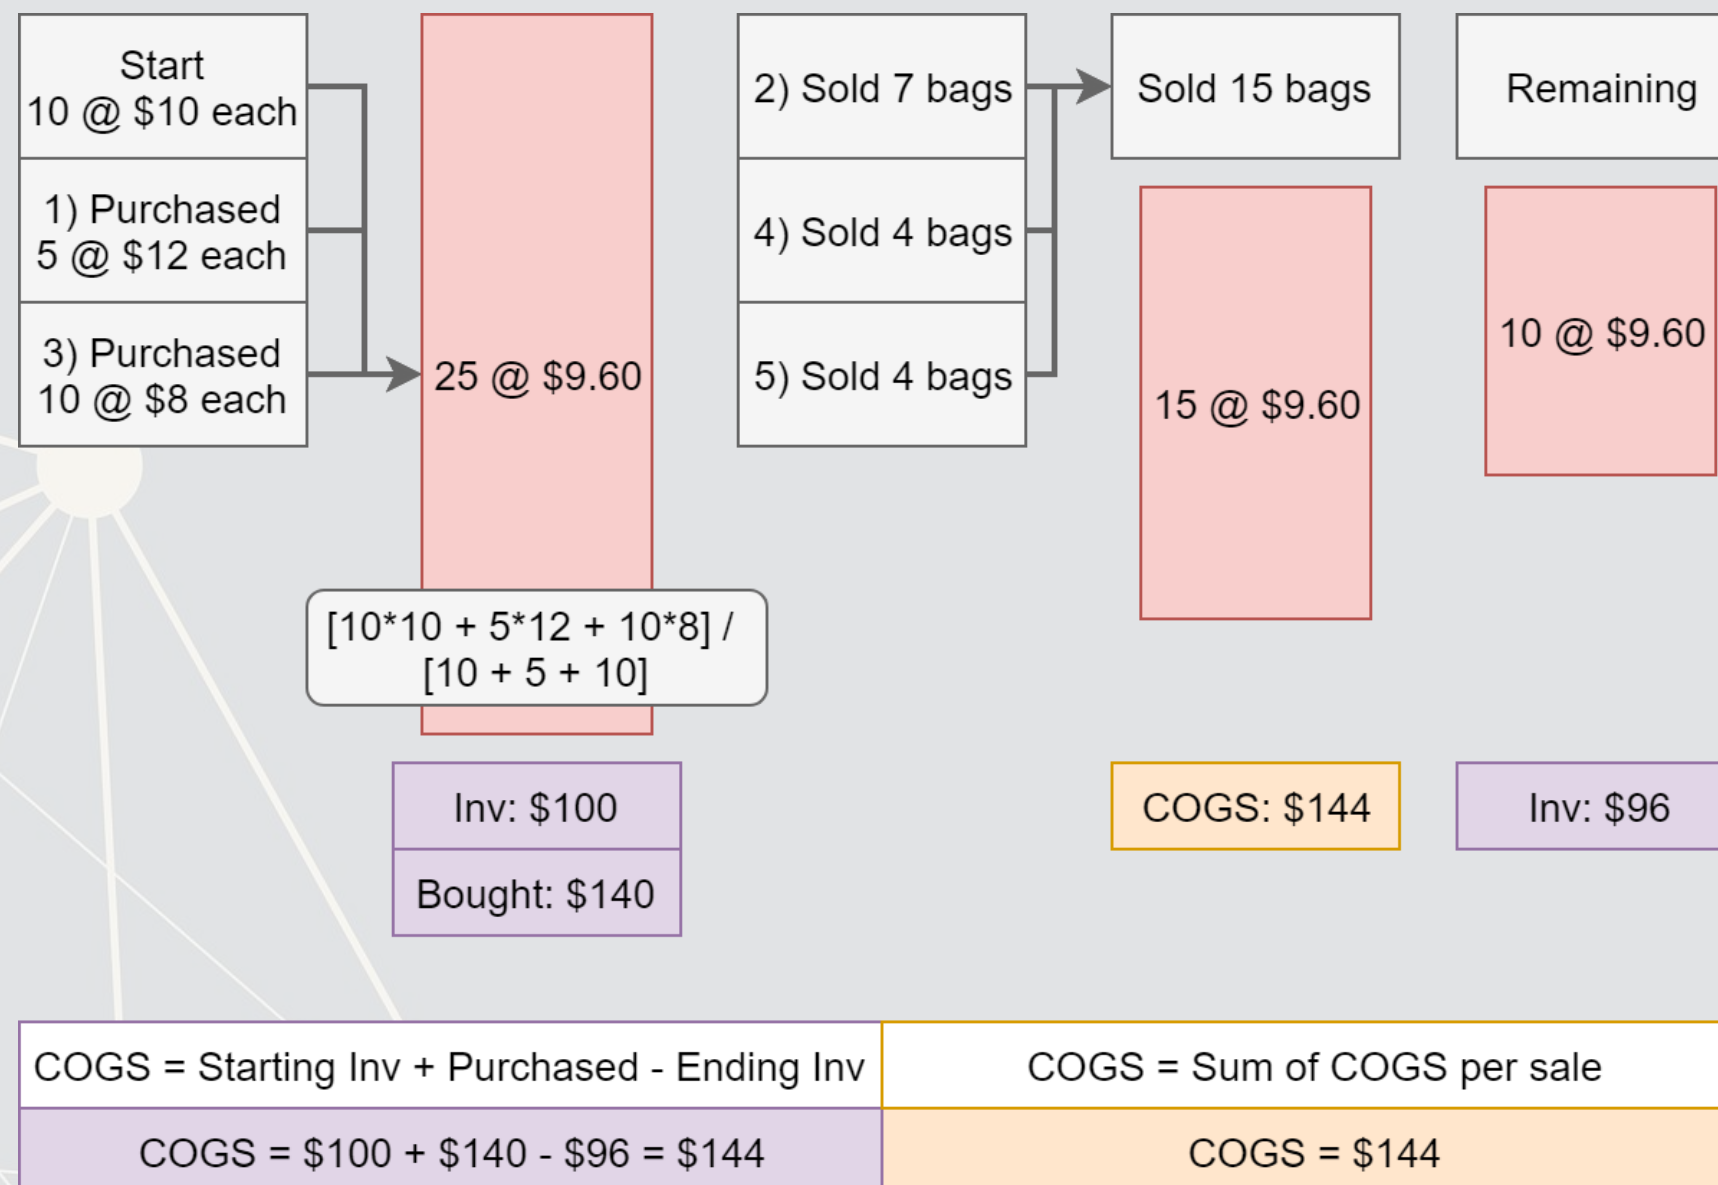 Start
10 @ $10 each
1) Purchased
5 @ $12 each
3) Purchased
10 @ $8 each
25 @ $9.60
[10*10 + 5*12 + 10*8] /
[10 + 5 + 10]
Inv: $100
Bought: $140
2) Sold 7 bags
4) Sold 4 bags
5) Sold 4 bags
Sold 15 bags
15 @ $9.60
COGS: $144
Remaining
10 @ $9.60
Inv: $96
COGS = Starting Inv + Purchased - Ending Inv
COGS = $100 + $140 - $96 = $144
COGS = Sum of COGS per sale
COGS = $144